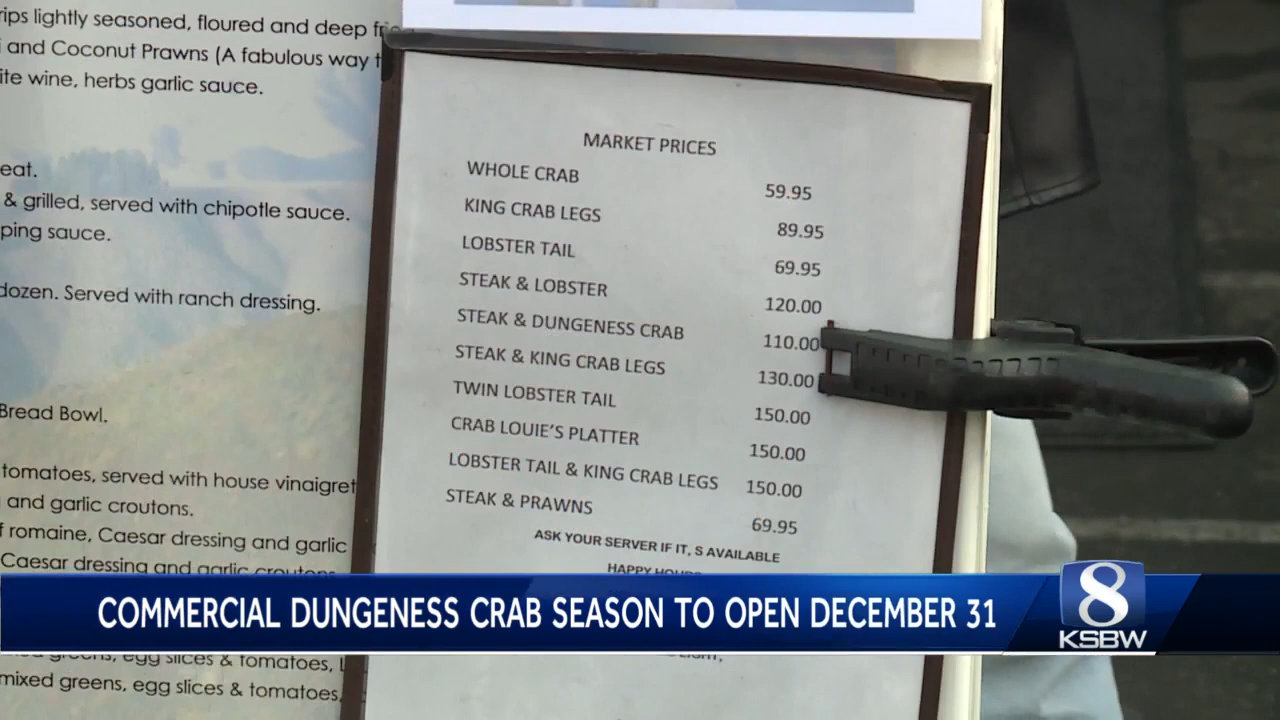 rips lightly seasoned, floured and deep
and Coconut Prawns (A fabulous way
ite wine, herbs garlic sauce.
eat.
& grilled, served with chipotle sauce.
ping sauce.
dozen. Served with ranch dressing.
Bread Bowl.
tomatoes, served with house vinaigret
and garlic croutons.
f romaine, Caesar dressing and garlic
Caesar dressing and garlic croutons
greens, egg slices & tomatoes,
mixed greens, egg slices & tomatoes,
MARKET PRICES
WHOLE CRAB 59.95
KING CRAB LEGS 89.95
LOBSTER TAIL 69.95
STEAK & LOBSTER 120.00
STEAK & DUNGENESS CRAB 110.00
STEAK & KING CRAB LEGS 130.00
TWIN LOBSTER TAIL 150.00
CRAB LOUIE'S PLATTER 150.00
LOBSTER TAIL & KING CRAB LEGS 150.00
STEAK & PRAWNS 69.95
ASK YOUR SERVER IF IT, S AVAILABLE
HAPPY
COMMERCIAL DUNGENESS CRAB SEASON TO OPEN DECEMBER 31
8
KSBW